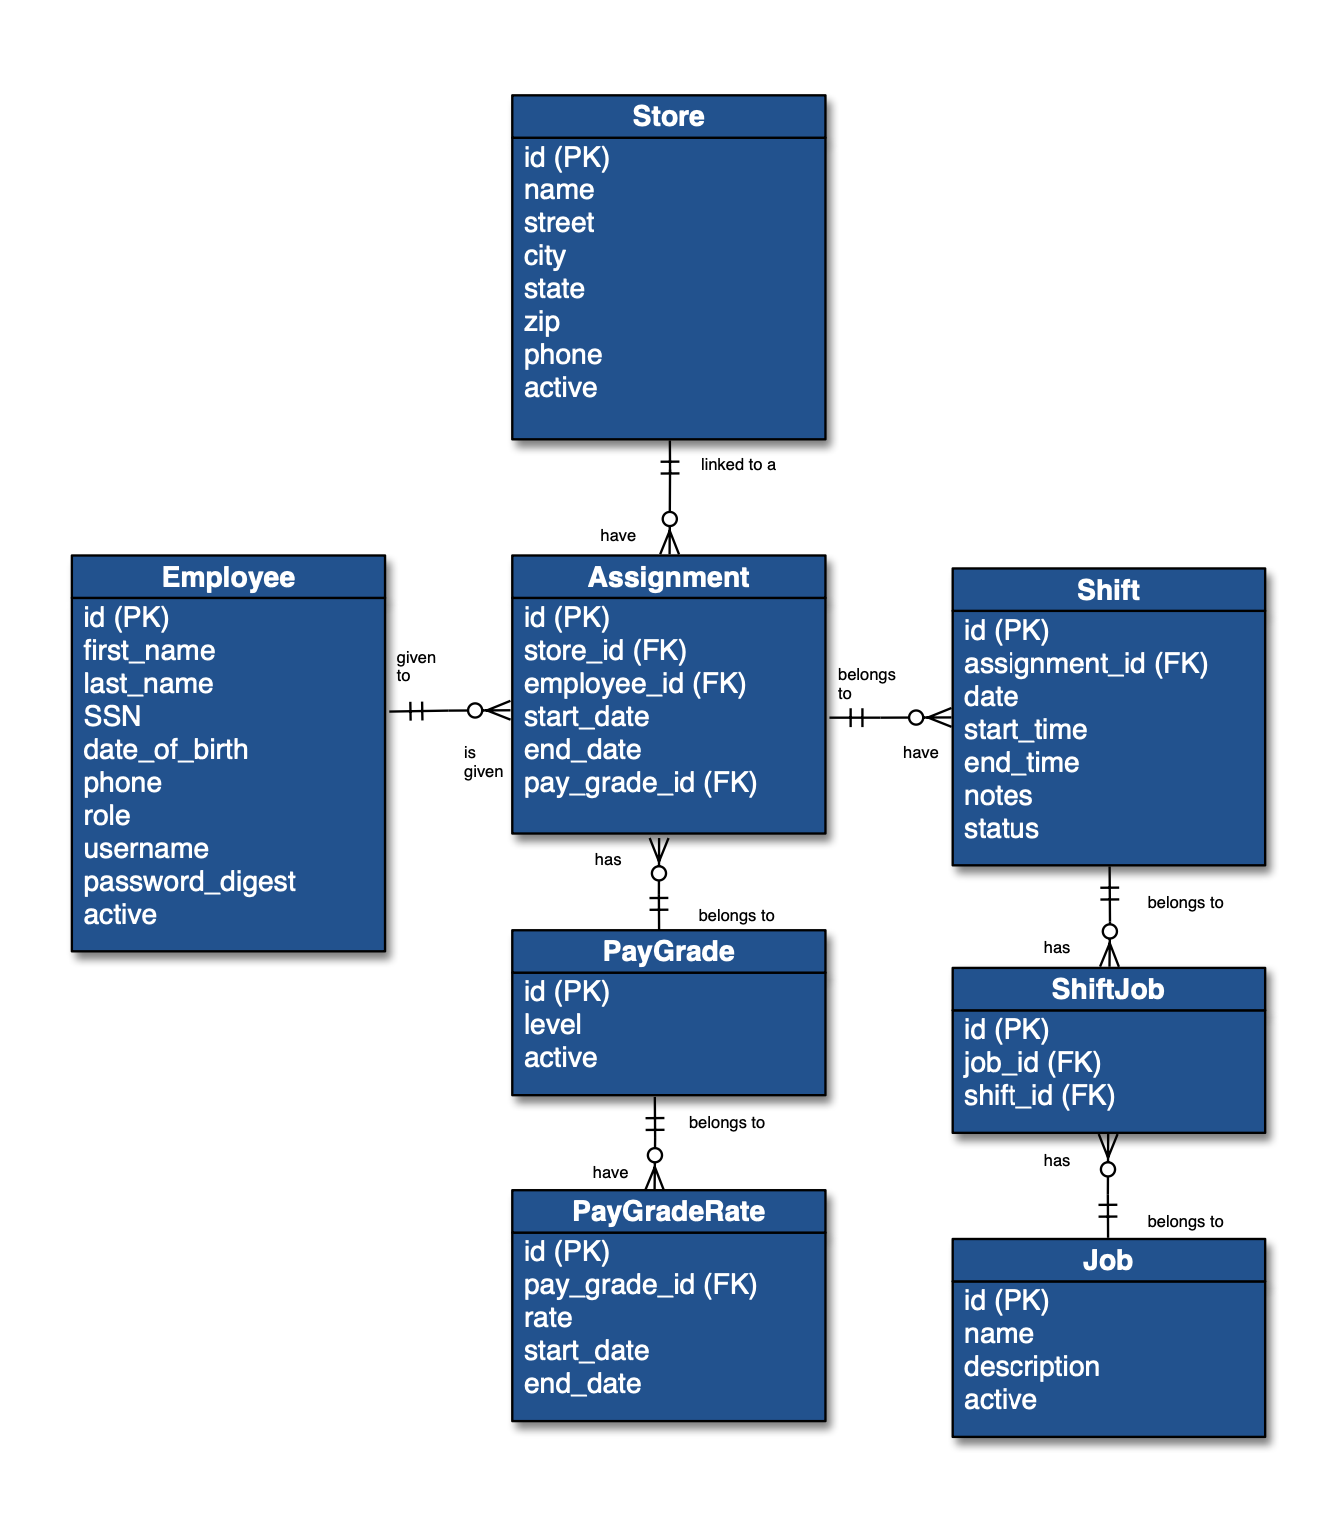 Store
id (PK)
name
street
city
state
zip
phone
active
linked to a
have
Employee
id (PK)
first_name
last_name
SSN
date_of_birth
phone
role
username
password_digest
active
given
to
is
given
Assignment
id (PK)
store_id (FK)
employee_id (FK)
start_date
end_date
pay_grade_id (FK)
belongs
to
have
Shift
id (PK)
assignment_id (FK)
date
start_time
end_time
notes
status
has
belongs to
PayGrade
id (PK)
level
active
belongs to
have
PayGradeRate
id (PK)
pay_grade_id (FK)
rate
start_date
end_date
belongs to
has
ShiftJob
id (PK)
job_id (FK)
shift_id (FK)
has
belongs to
Job
id (PK)
name
description
active